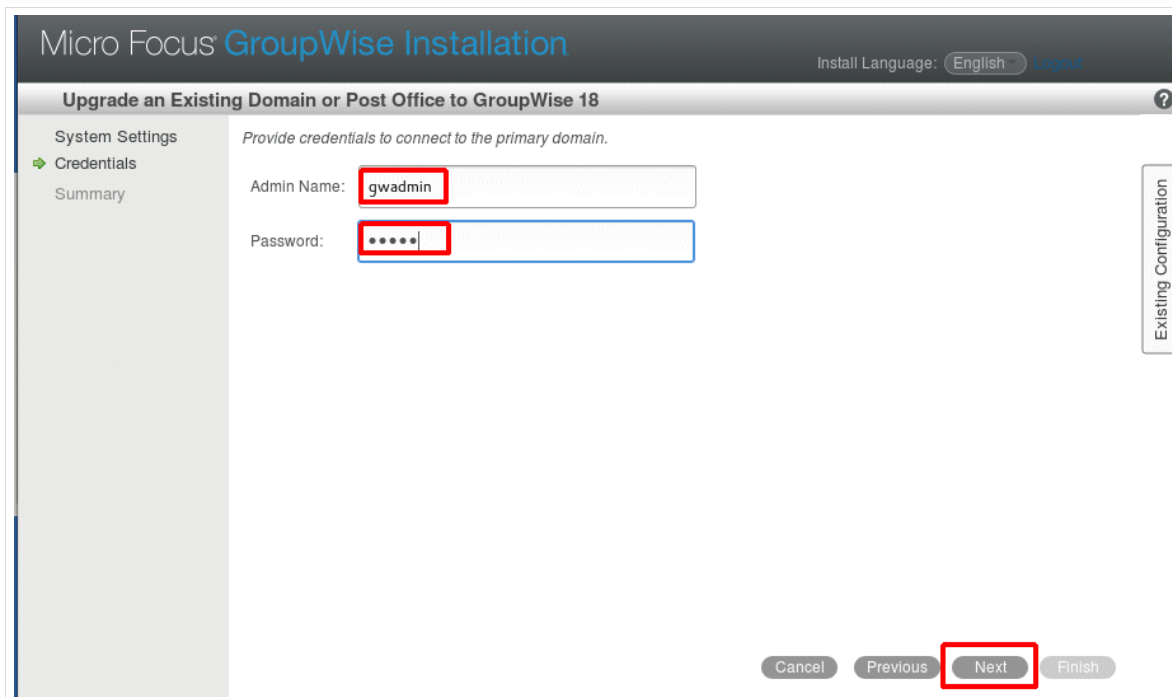 Micro Focus GroupWise Installation
Install Language: English Logout
Upgrade an Existing Domain or Post Office to GroupWise 18 ?
System Settings
Provide credentials to connect to the primary domain.
Credentials
Summary
Admin Name: gwadmin
Password: •••••
Existing Configuration
Cancel Previous Next Finish